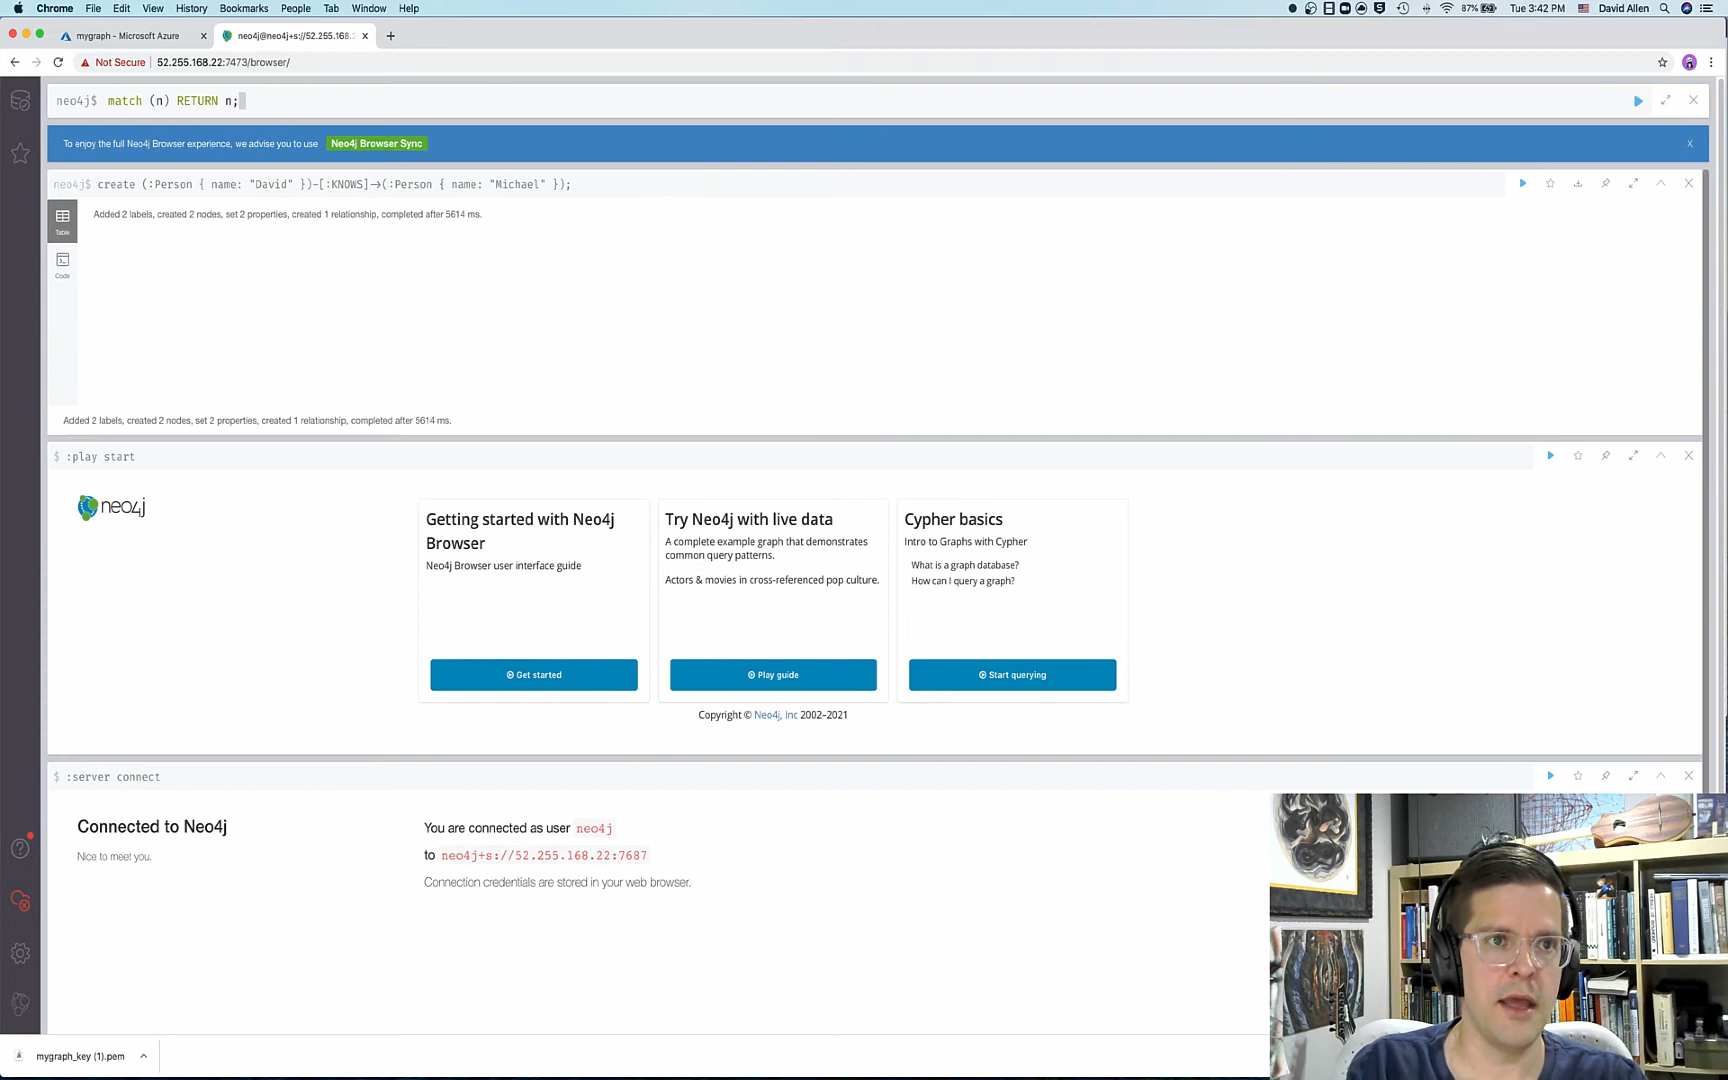 Chrome File Edit View History Bookmarks People Tab Window Help 87% Tue 3:42 PM David Allen
mygraph - Microsoft Azure neo4j@neo4j+s://52.255.168.2
Not Secure 52.255.168.22:7473/browser/
neo4j$ match (n) RETURN n;
To enjoy the full Neo4j Browser experience, we advise you to use Neo4j Browser Sync x
neo4j$ create (:Person { name: "David" })-[:KNOWS]->(:Person { name: "Michael" });
Added 2 labels, created 2 nodes, set 2 properties, created 1 relationship, completed after 5614 ms.
Table
Code
Added 2 labels, created 2 nodes, set 2 properties, created 1 relationship, completed after 5614 ms.
$ :play start
neo4j
Getting started with Neo4j
Browser
Neo4j Browser user interface guide
Get started
Try Neo4j with live data
A complete example graph that demonstrates
common query patterns.
Actors & movies in cross-referenced pop culture.
Play guide
Cypher basics
Intro to Graphs with Cypher
What is a graph database?
How can I query a graph?
Start querying
Copyright © Neo4j, Inc 2002-2021
$ :server connect
Connected to Neo4j
Nice to meet you.
You are connected as user neo4j
to neo4j+s://52.255.168.22:7687
Connection credentials are stored in your web browser.
mygraph_key (1).pem